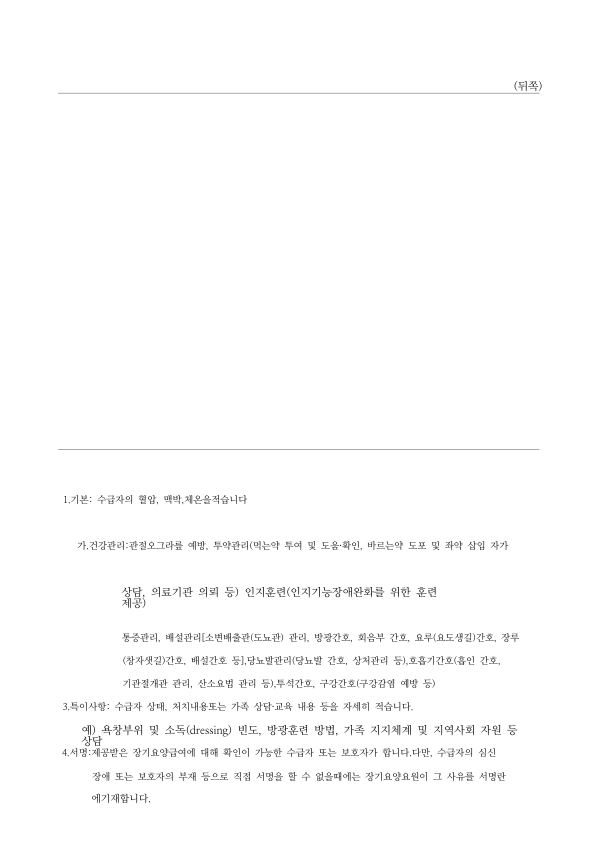 (뒤쪽)
1.기본: 수급자의 혈압, 맥박,체온을적습니다
가.건강관리:관절오그라듦 예방, 투약관리(먹는약 투여 및 도움·확인, 바르는약 도포 및 좌약 삽입 자가
상담, 의료기관 의뢰 등) 인지훈련(인지기능장애완화를 위한 훈련
제공)
통증관리, 배설관리[소변배출관(도뇨관) 관리, 방광간호, 회음부 간호, 요루(요도샛길)간호, 장루
(창자샛길)간호, 배설간호 등],당뇨발관리(당뇨발 간호, 상처관리 등),호흡기간호(흡인 간호,
기관절개관 관리, 산소요법 관리 등),투석간호, 구강간호(구강감염 예방 등)
3.특이사항: 수급자 상태, 처치내용또는 가족 상담·교육 내용 등을 자세히 적습니다.
예) 욕창부위 및 소독(dressing) 빈도, 방광훈련 방법, 가족 지지체계 및 지역사회 자원 등
상담
4.서명:제공받은 장기요양급여에 대해 확인이 가능한 수급자 또는 보호자가 합니다.다만, 수급자의 심신
장애 또는 보호자의 부재 등으로 직접 서명을 할 수 없을때에는 장기요양요원이 그 사유를 서명란
에기재합니다.